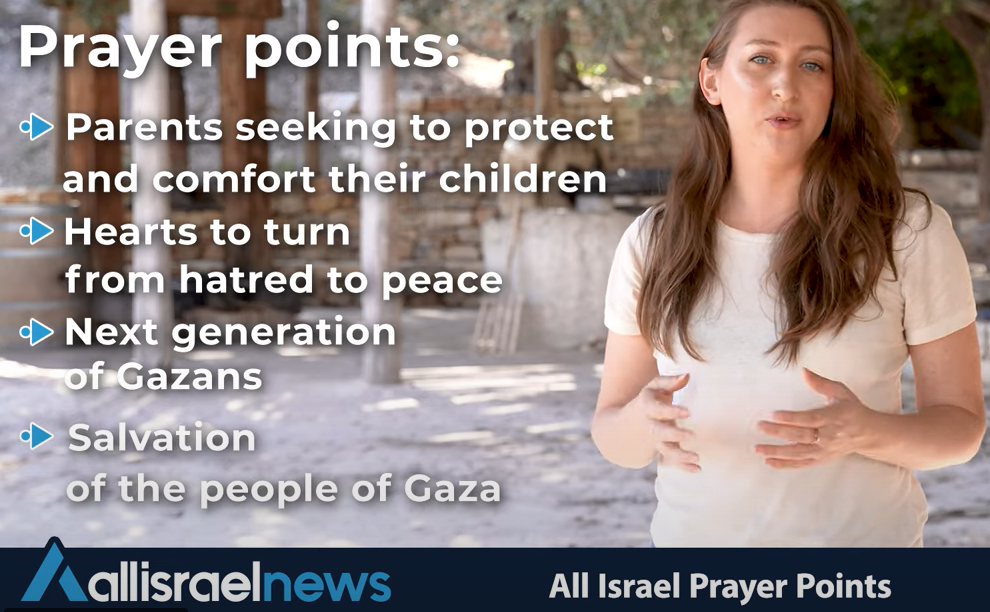 Prayer points:
Parents seeking to protect
and comfort their children
Hearts to turn
from hatred to peace
Next generation
of Gazans
Salvation
of the people of Gaza
allisraelnews
All Israel Prayer Points